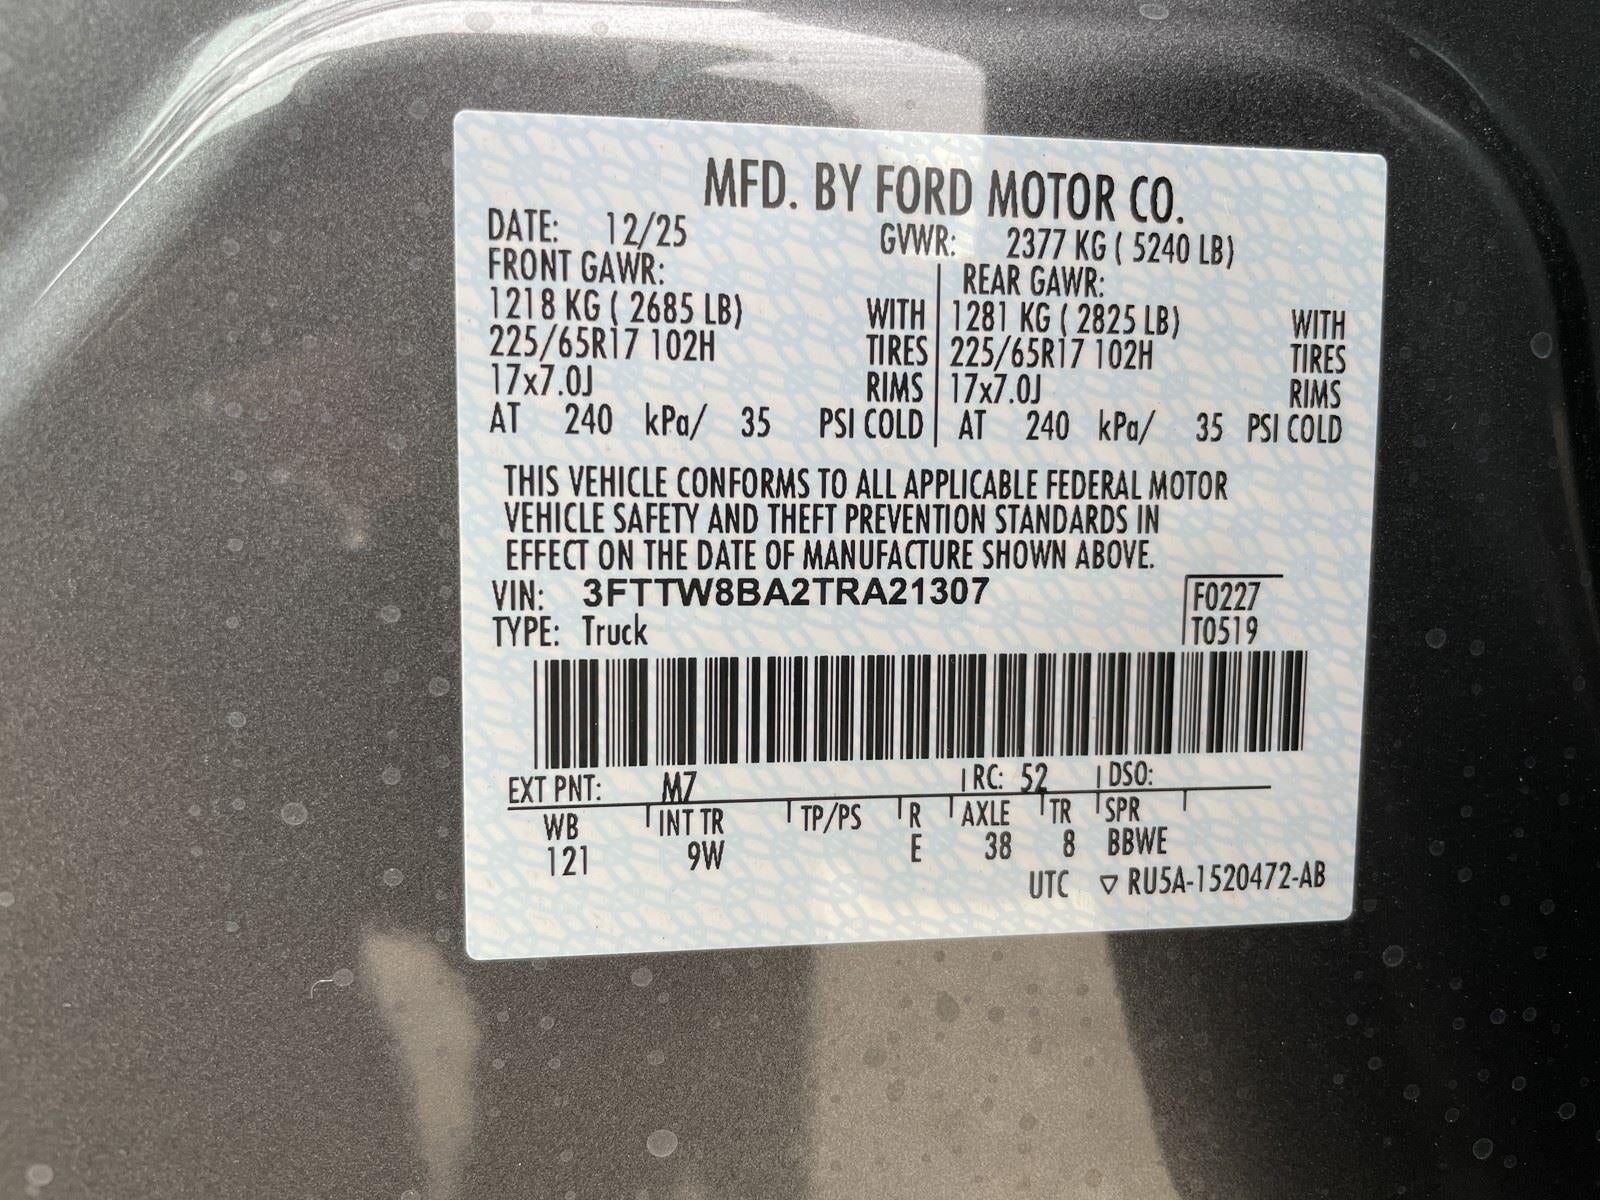 MFD. BY FORD MOTOR CO.
DATE: 12/25 GVWR: 2377 KG ( 5240 LB)
FRONT GAWR: REAR GAWR:
1218 KG ( 2685 LB) WITH 1281 KG ( 2825 LB) WITH
225/65R17 102H TIRES 225/65R17 102H TIRES
17x7.0J RIMS 17x7.0J RIMS
AT 240 kPa/ 35 PSI COLD AT 240 kPa/ 35 PSI COLD
THIS VEHICLE CONFORMS TO ALL APPLICABLE FEDERAL MOTOR
VEHICLE SAFETY AND THEFT PREVENTION STANDARDS IN
EFFECT ON THE DATE OF MANUFACTURE SHOWN ABOVE.
VIN: 3FTTW8BA2TRA21307 F0227
TYPE: Truck T0519
EXT PNT: M7 RC: 52 DSO:
WB INT TR TP/PS R AXLE TR SPR
121 9W E 38 8 BBWE
UTC ▽ RU5A-1520472-AB